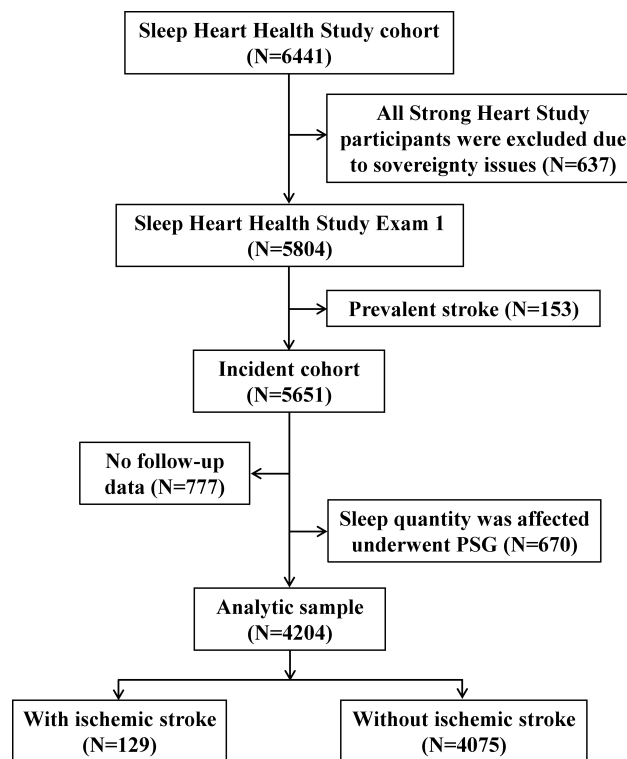 Sleep Heart Health Study cohort
(N=6441)
All Strong Heart Study
participants were excluded due
to sovereignty issues (N=637)
Sleep Heart Health Study Exam 1
(N=5804)
Prevalent stroke (N=153)
Incident cohort
(N=5651)
No follow-up
data (N=777)
Sleep quantity was affected
underwent PSG (N=670)
Analytic sample
(N=4204)
With ischemic stroke
(N=129)
Without ischemic stroke
(N=4075)